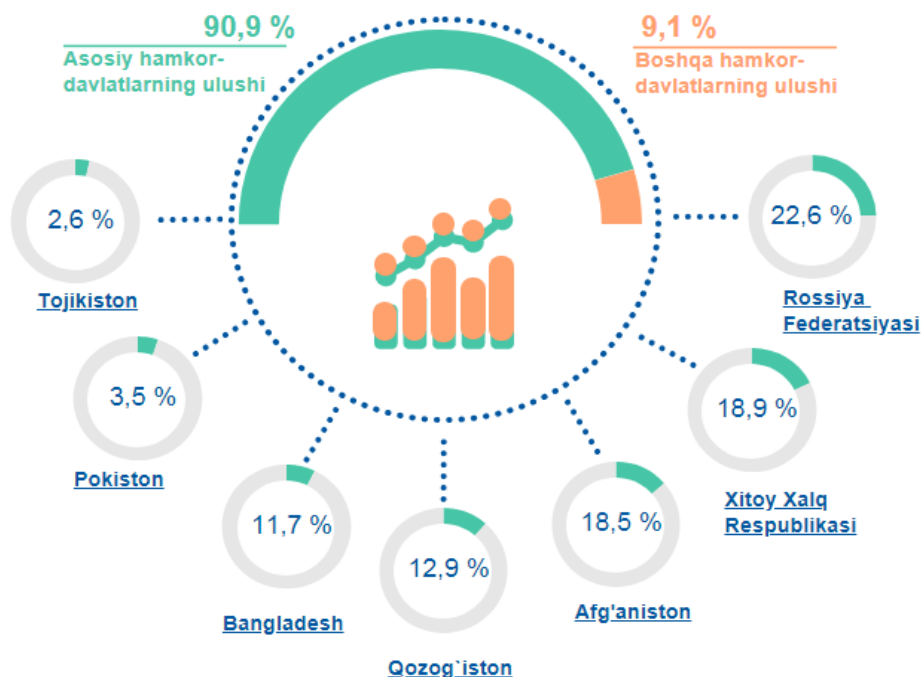 90,9 %
Asosiy hamkor-
davlatlarning ulushi
9,1 %
Boshqa hamkor-
davlatlarning ulushi
2,6 %
Tojikiston
22,6 %
Rossiya
Federatsiyasi
3,5 %
Pokiston
18,9 %
Xitoy Xalq
Respublikasi
11,7 %
Bangladesh
18,5 %
Afg'aniston
12,9 %
Qozog`iston